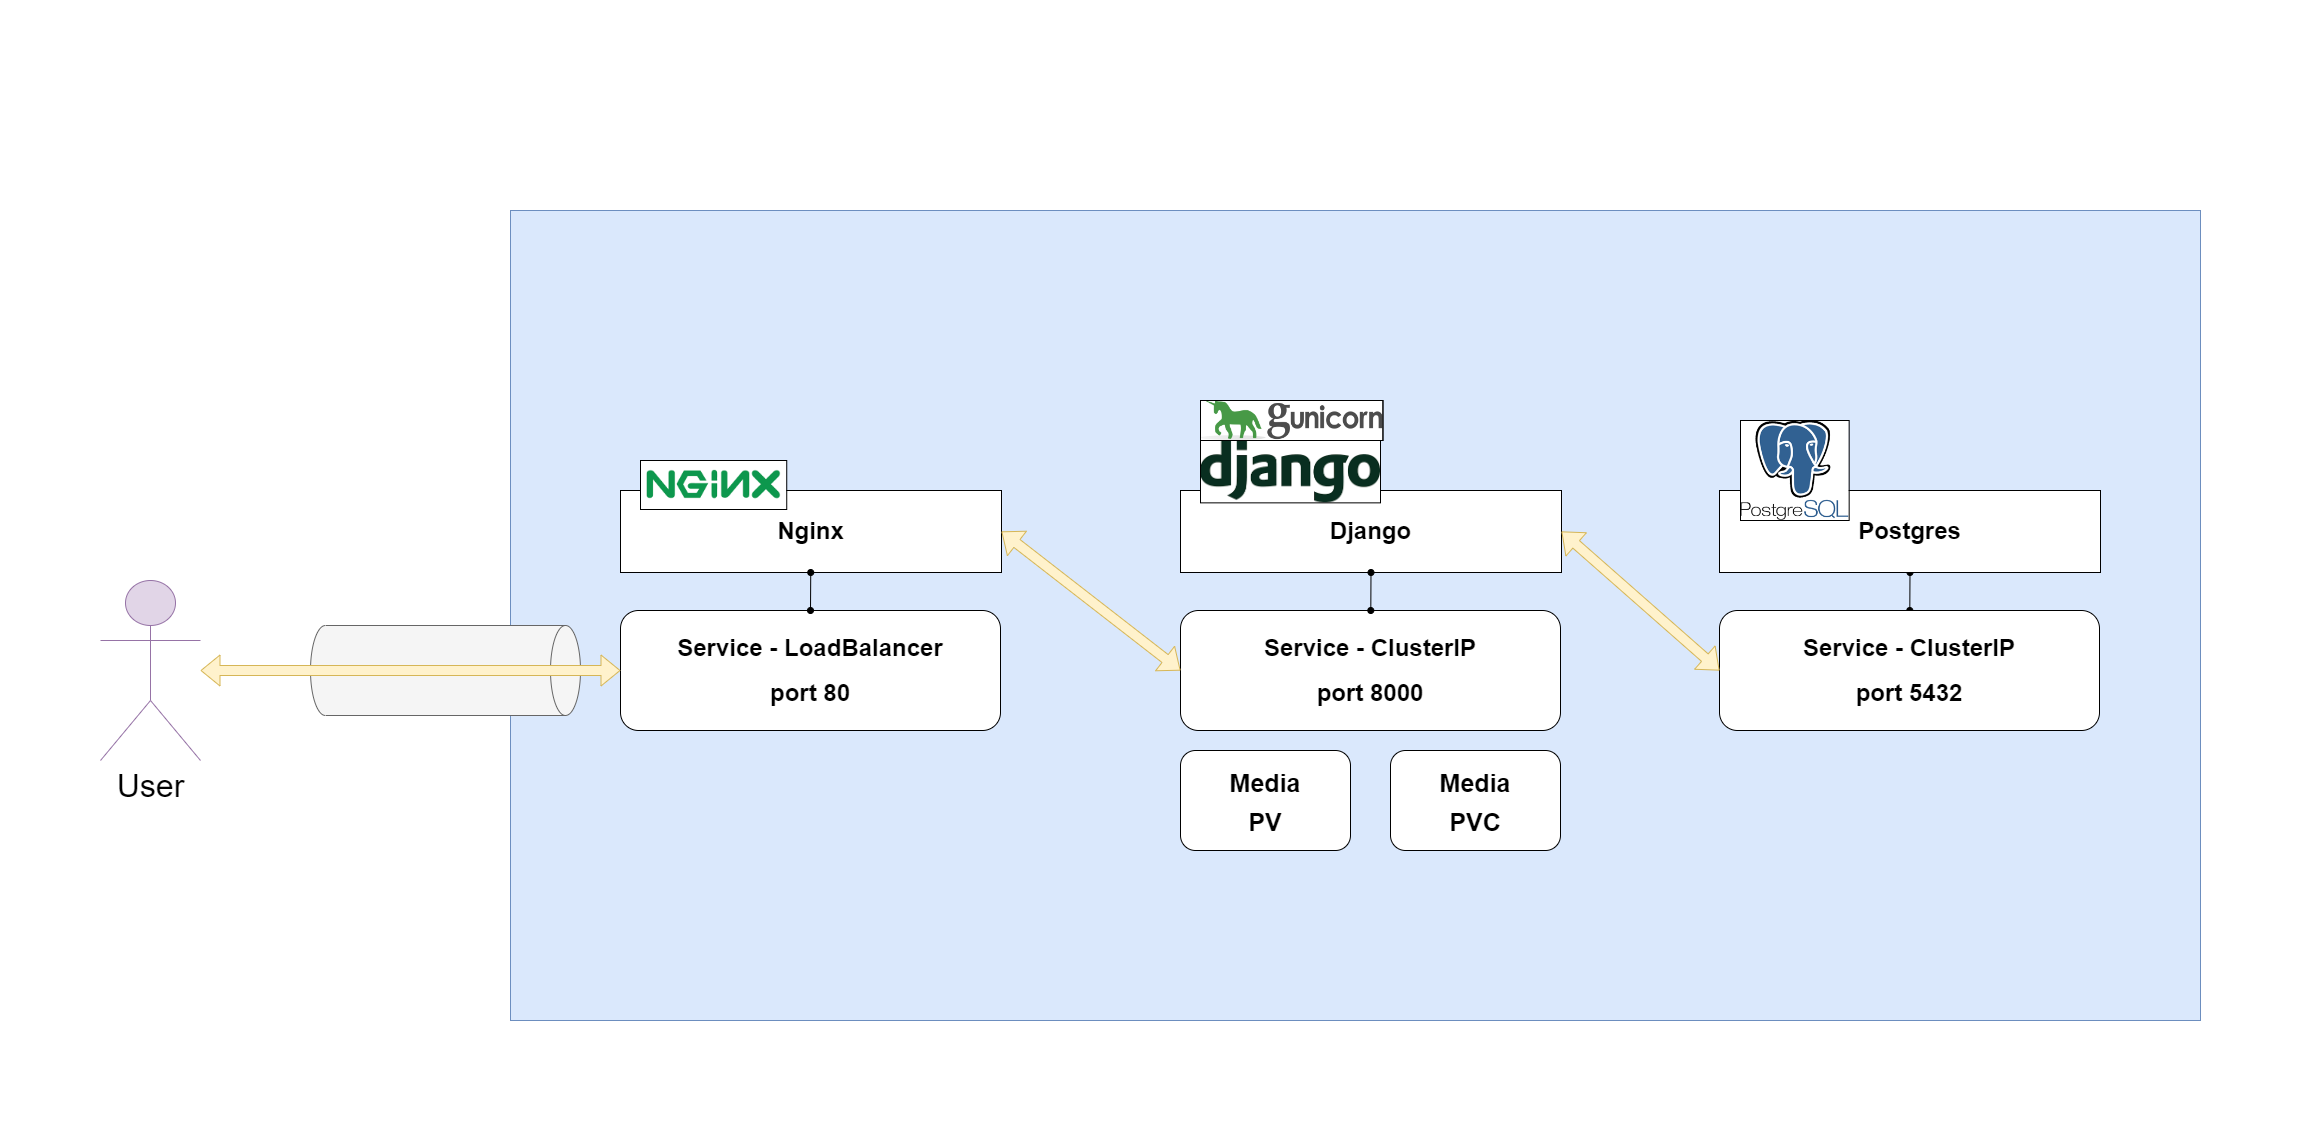 gunicorn
django
NGINX
PostgreSQL
Nginx
Django
Postgres
Service - LoadBalancer
port 80
Service - ClusterIP
port 8000
Service - ClusterIP
port 5432
User
Media
PV
Media
PVC